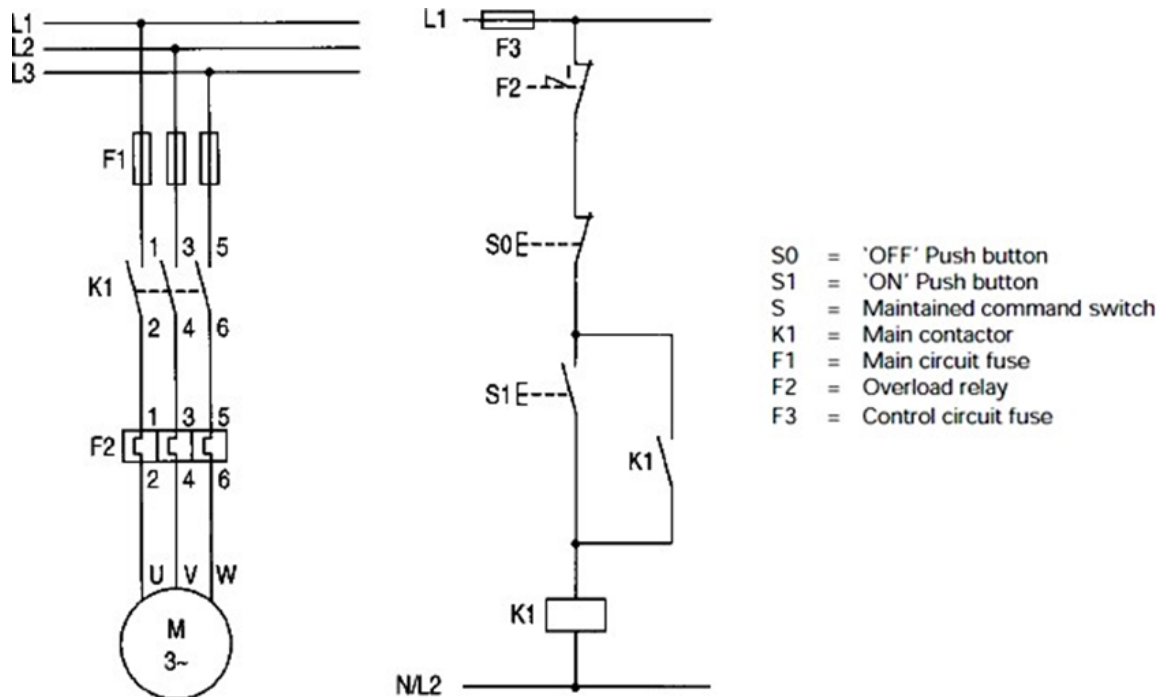 L1
L2
L3
F1
1 3 5
K1
2 4 6
1 3 5
F2
2 4 6
U V W
M
3~
L1
F3
F2
S0
S1
K1
K1
N/L2
S0 = 'OFF' Push button
S1 = 'ON' Push button
S = Maintained command switch
K1 = Main contactor
F1 = Main circuit fuse
F2 = Overload relay
F3 = Control circuit fuse